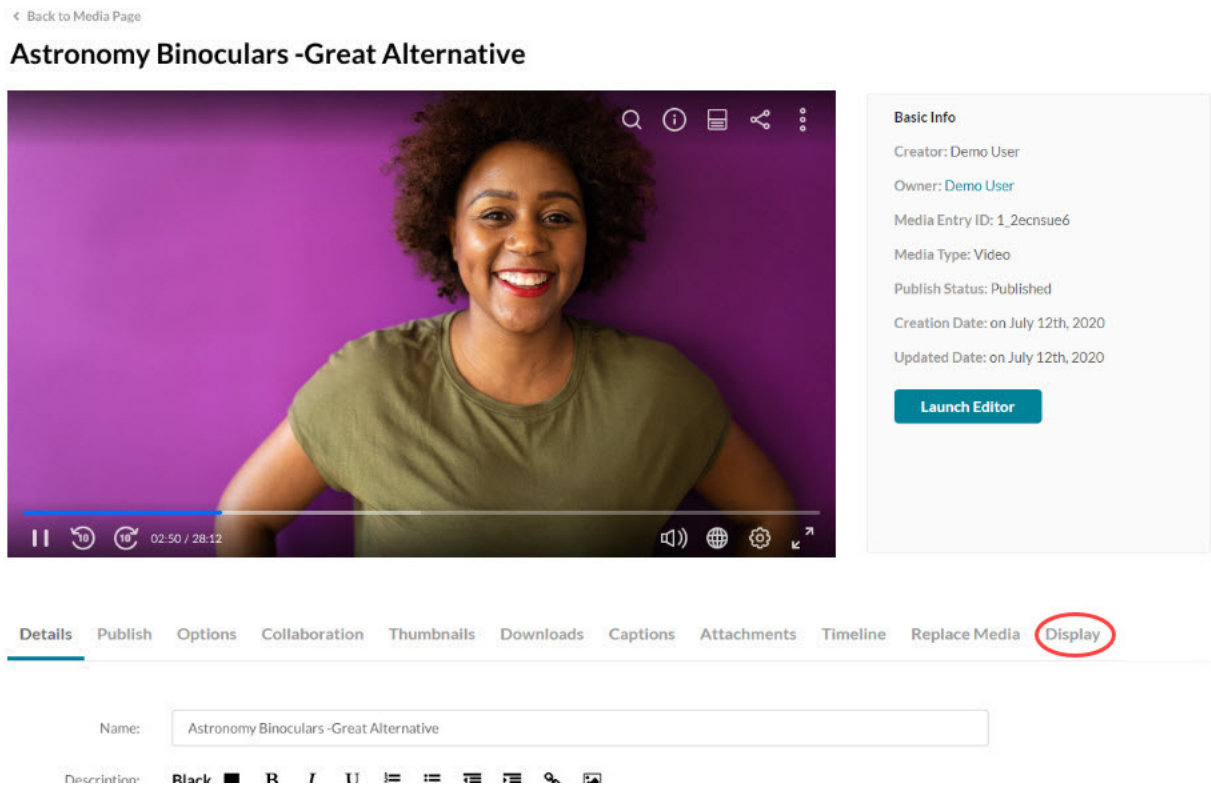 Back to Media Page
Astronomy Binoculars -Great Alternative
Basic Info
Creator: Demo User
Owner: Demo User
Media Entry ID: 1_2ecnsue6
Media Type: Video
Publish Status: Published
Creation Date: on July 12th, 2020
Updated Date: on July 12th, 2020
Launch Editor
10 10 02:50 / 28:12
Details Publish Options Collaboration Thumbnails Downloads Captions Attachments Timeline Replace Media Display
Name: Astronomy Binoculars -Great Alternative
Description: Black B I U